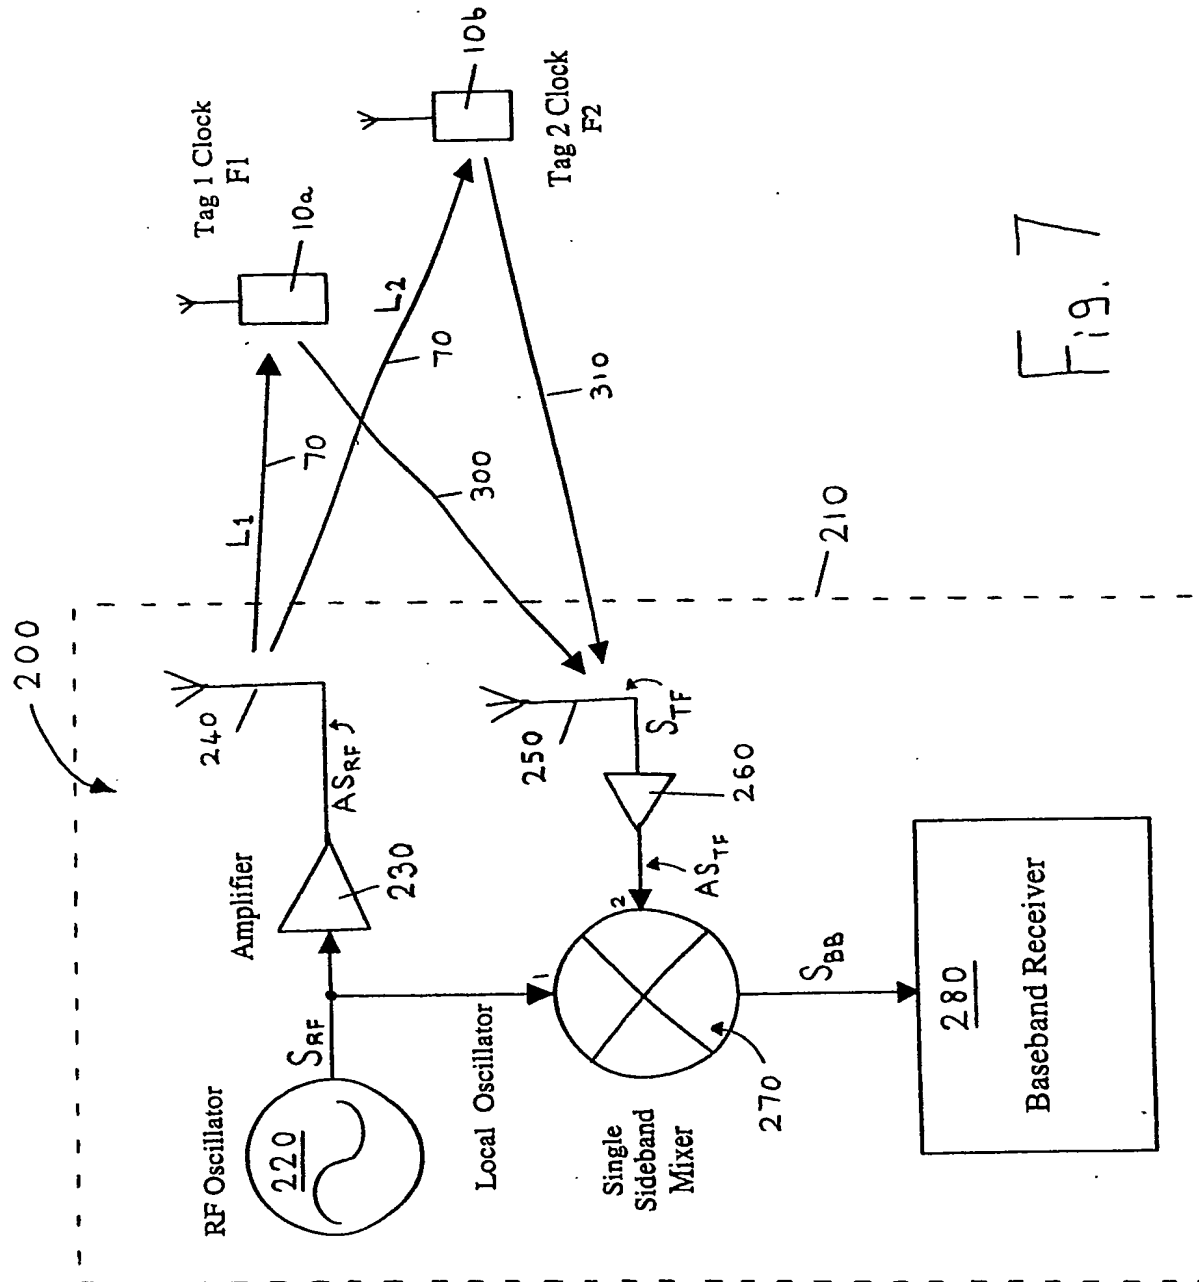 200
RF Oscillator
220
S_RF
Amplifier
230
AS_RF
240
L1
70
Tag 1 Clock
F1
10a
L2
70
Tag 2 Clock
F2
10b
300
310
Local Oscillator
1
2
Single
Sideband
Mixer
270
AS_TF
260
S_TF
250
210
S_BB
280
Baseband Receiver
Fig. 7